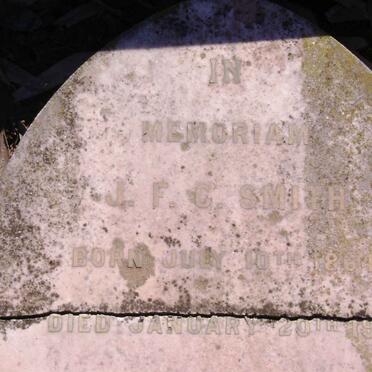 IN
MEMORIAM
J. F. C. SMITH
BORN JULY 10TH
DIED JANUARY 20TH